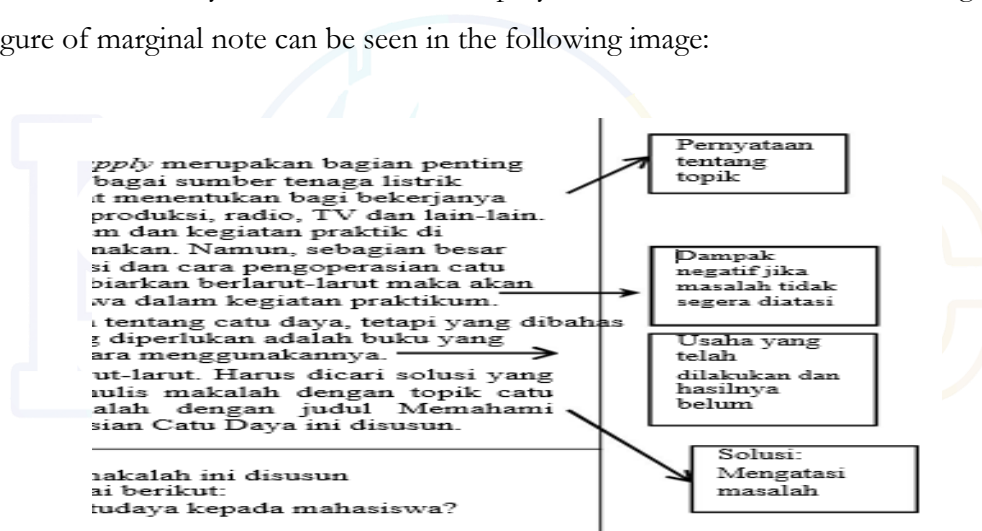 gure of marginal note can be seen in the following image:
pply merupakan bagian penting
bagai sumber tenaga listrik
t menentukan bagi bekerjanya
produksi, radio, TV dan lain-lain.
m dan kegiatan praktik di
nakan. Namun, sebagian besar
si dan cara pengoperasian catu
biarkan berlarut-larut maka akan
wa dalam kegiatan praktikum.
tentang catu daya, tetapi yang dibahas
g diperlukan adalah buku yang
ara menggunakannya.
ut-larut. Harus dicari solusi yang
nulis makalah dengan topik catu
alah dengan judul Memahami
sian Catu Daya ini disusun.
nakalah ini disusun
ai berikut:
tudaya kepada mahasiswa?
Pernyataan
tentang
topik
Dampak
negatif jika
masalah tidak
segera diatasi
Usaha yang
telah
dilakukan dan
hasilnya
belum
Solusi:
Mengatasi
masalah